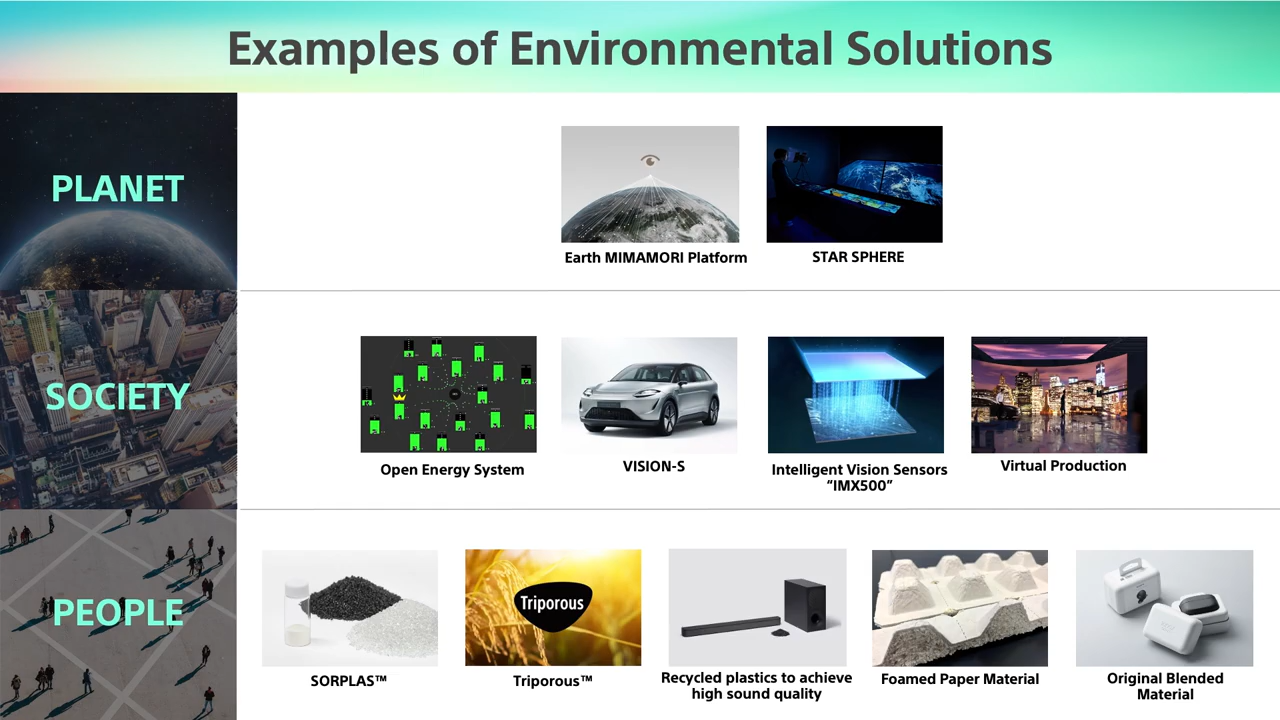 Examples of Environmental Solutions
PLANET
Earth MIMAMORI Platform
STAR SPHERE
SOCIETY
Open Energy System
VISION-S
Intelligent Vision Sensors
“IMX500”
Virtual Production
PEOPLE
SORPLAS™
Triporous
Triporous™
Recycled plastics to achieve
high sound quality
Foamed Paper Material
Original Blended
Material